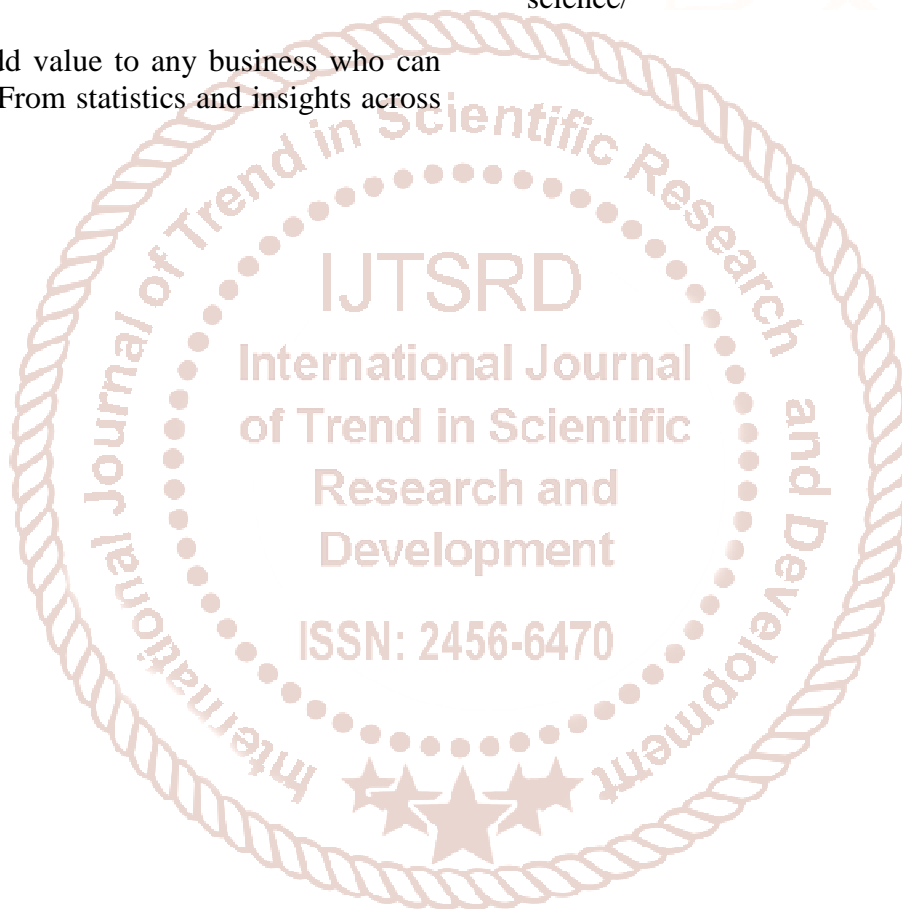 science/
dd value to any business who can
From statistics and insights across
International Journal of Trend in Scientific Research and Development
IJTSRD
International Journal
of Trend in Scientific
Research and
Development
ISSN: 2456-6470